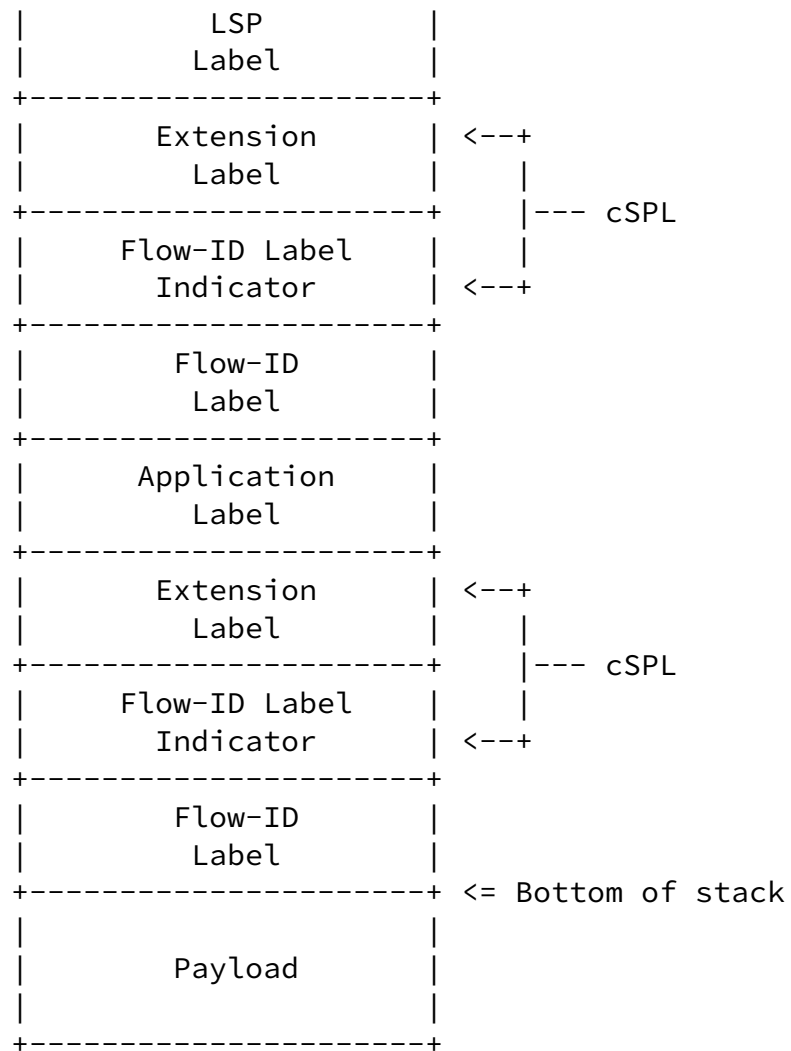 LSP
Label
Extension <--+
Label |
|--- cSPL
Flow-ID Label |
Indicator <--+
Flow-ID
Label
Application
Label
Extension <--+
Label |
|--- cSPL
Flow-ID Label |
Indicator <--+
Flow-ID
Label
<= Bottom of stack
Payload